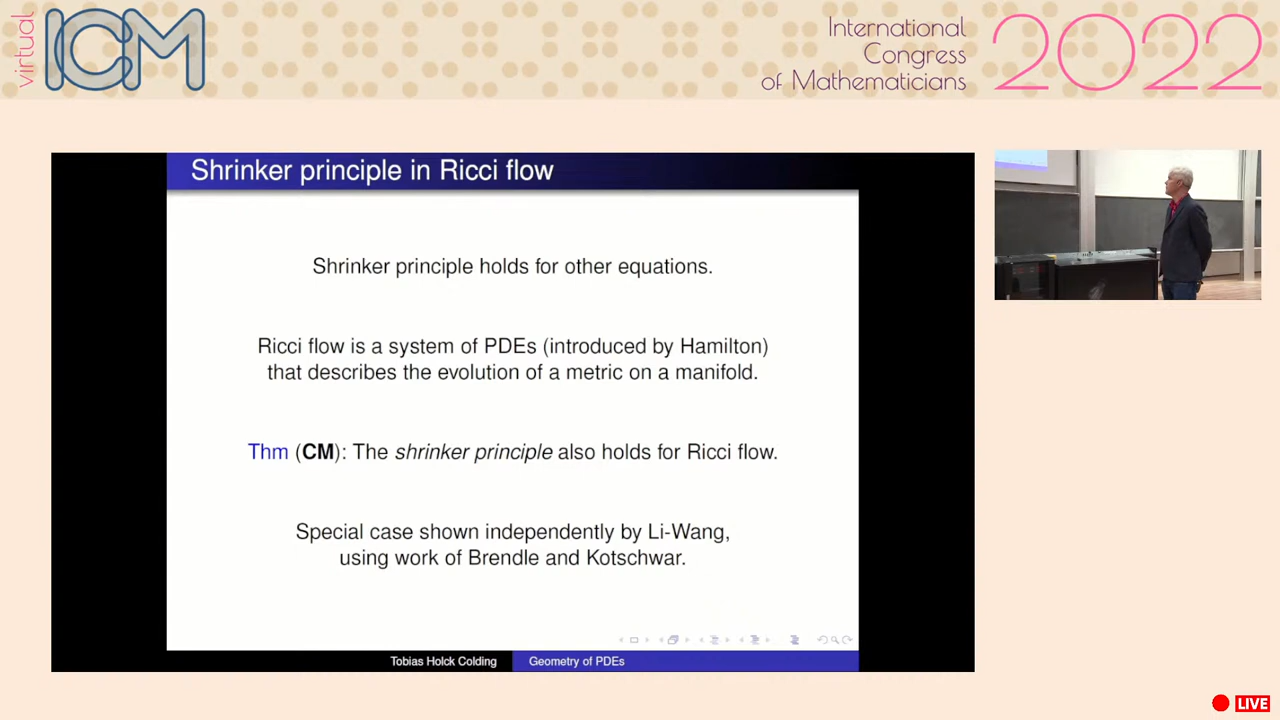 virtual
ICM
International
Congress
of Mathematicians
2022
Shrinker principle in Ricci flow
Shrinker principle holds for other equations.
Ricci flow is a system of PDEs (introduced by Hamilton)
that describes the evolution of a metric on a manifold.
Thm (CM): The shrinker principle also holds for Ricci flow.
Special case shown independently by Li-Wang,
using work of Brendle and Kotschwar.
Tobias Holck Colding
Geometry of PDEs
LIVE